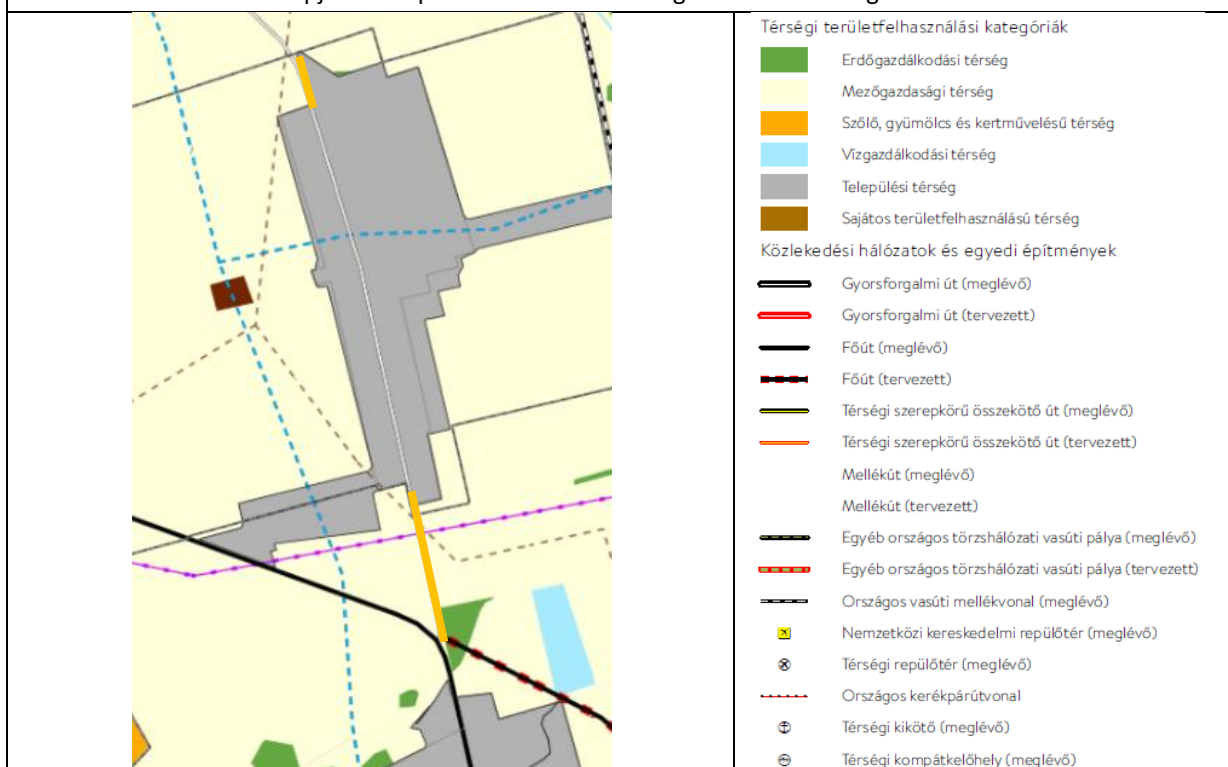 Térségi területfelhasználási kategóriák
Erdőgazdálkodási térség
Mezőgazdasági térség
Szőlő, gyümölcs és kertművelésű térség
Vízgazdálkodási térség
Települési térség
Sajátos területfelhasználású térség
Közlekedési hálózatok és egyedi építmények
Gyorsforgalmi út (meglévő)
Gyorsforgalmi út (tervezett)
Főút (meglévő)
Főút (tervezett)
Térségi szerepkörű összekötő út (meglévő)
Térségi szerepkörű összekötő út (tervezett)
Mellékút (meglévő)
Mellékút (tervezett)
Egyéb országos törzshálózati vasúti pálya (meglévő)
Egyéb országos törzshálózati vasúti pálya (tervezett)
Országos vasúti mellékvonal (meglévő)
Nemzetközi kereskedelmi repülőtér (meglévő)
Térségi repülőtér (meglévő)
Országos kerékpárútvonal
Térségi kikötő (meglévő)
Térségi kompátkelőhely (meglévő)